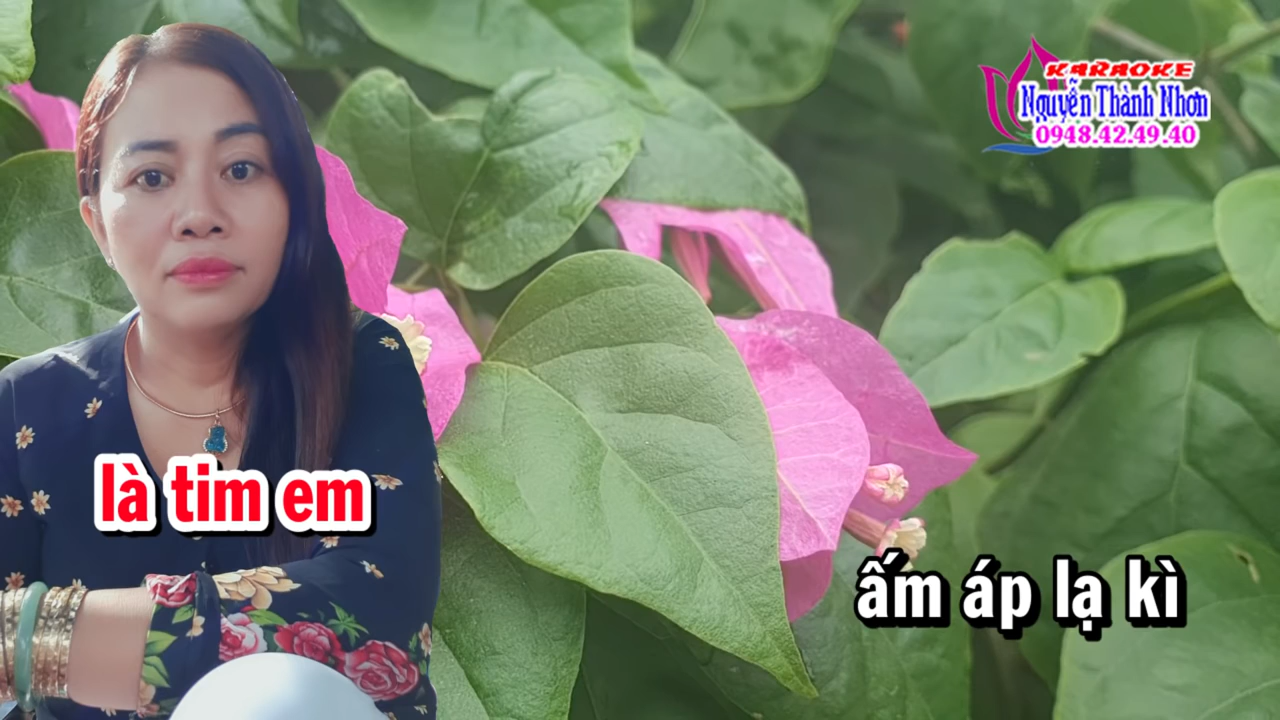 KARAOKE
Nguyễn Thành Nhơn
0948.42.49.40
là tim em
ấm áp lạ kì